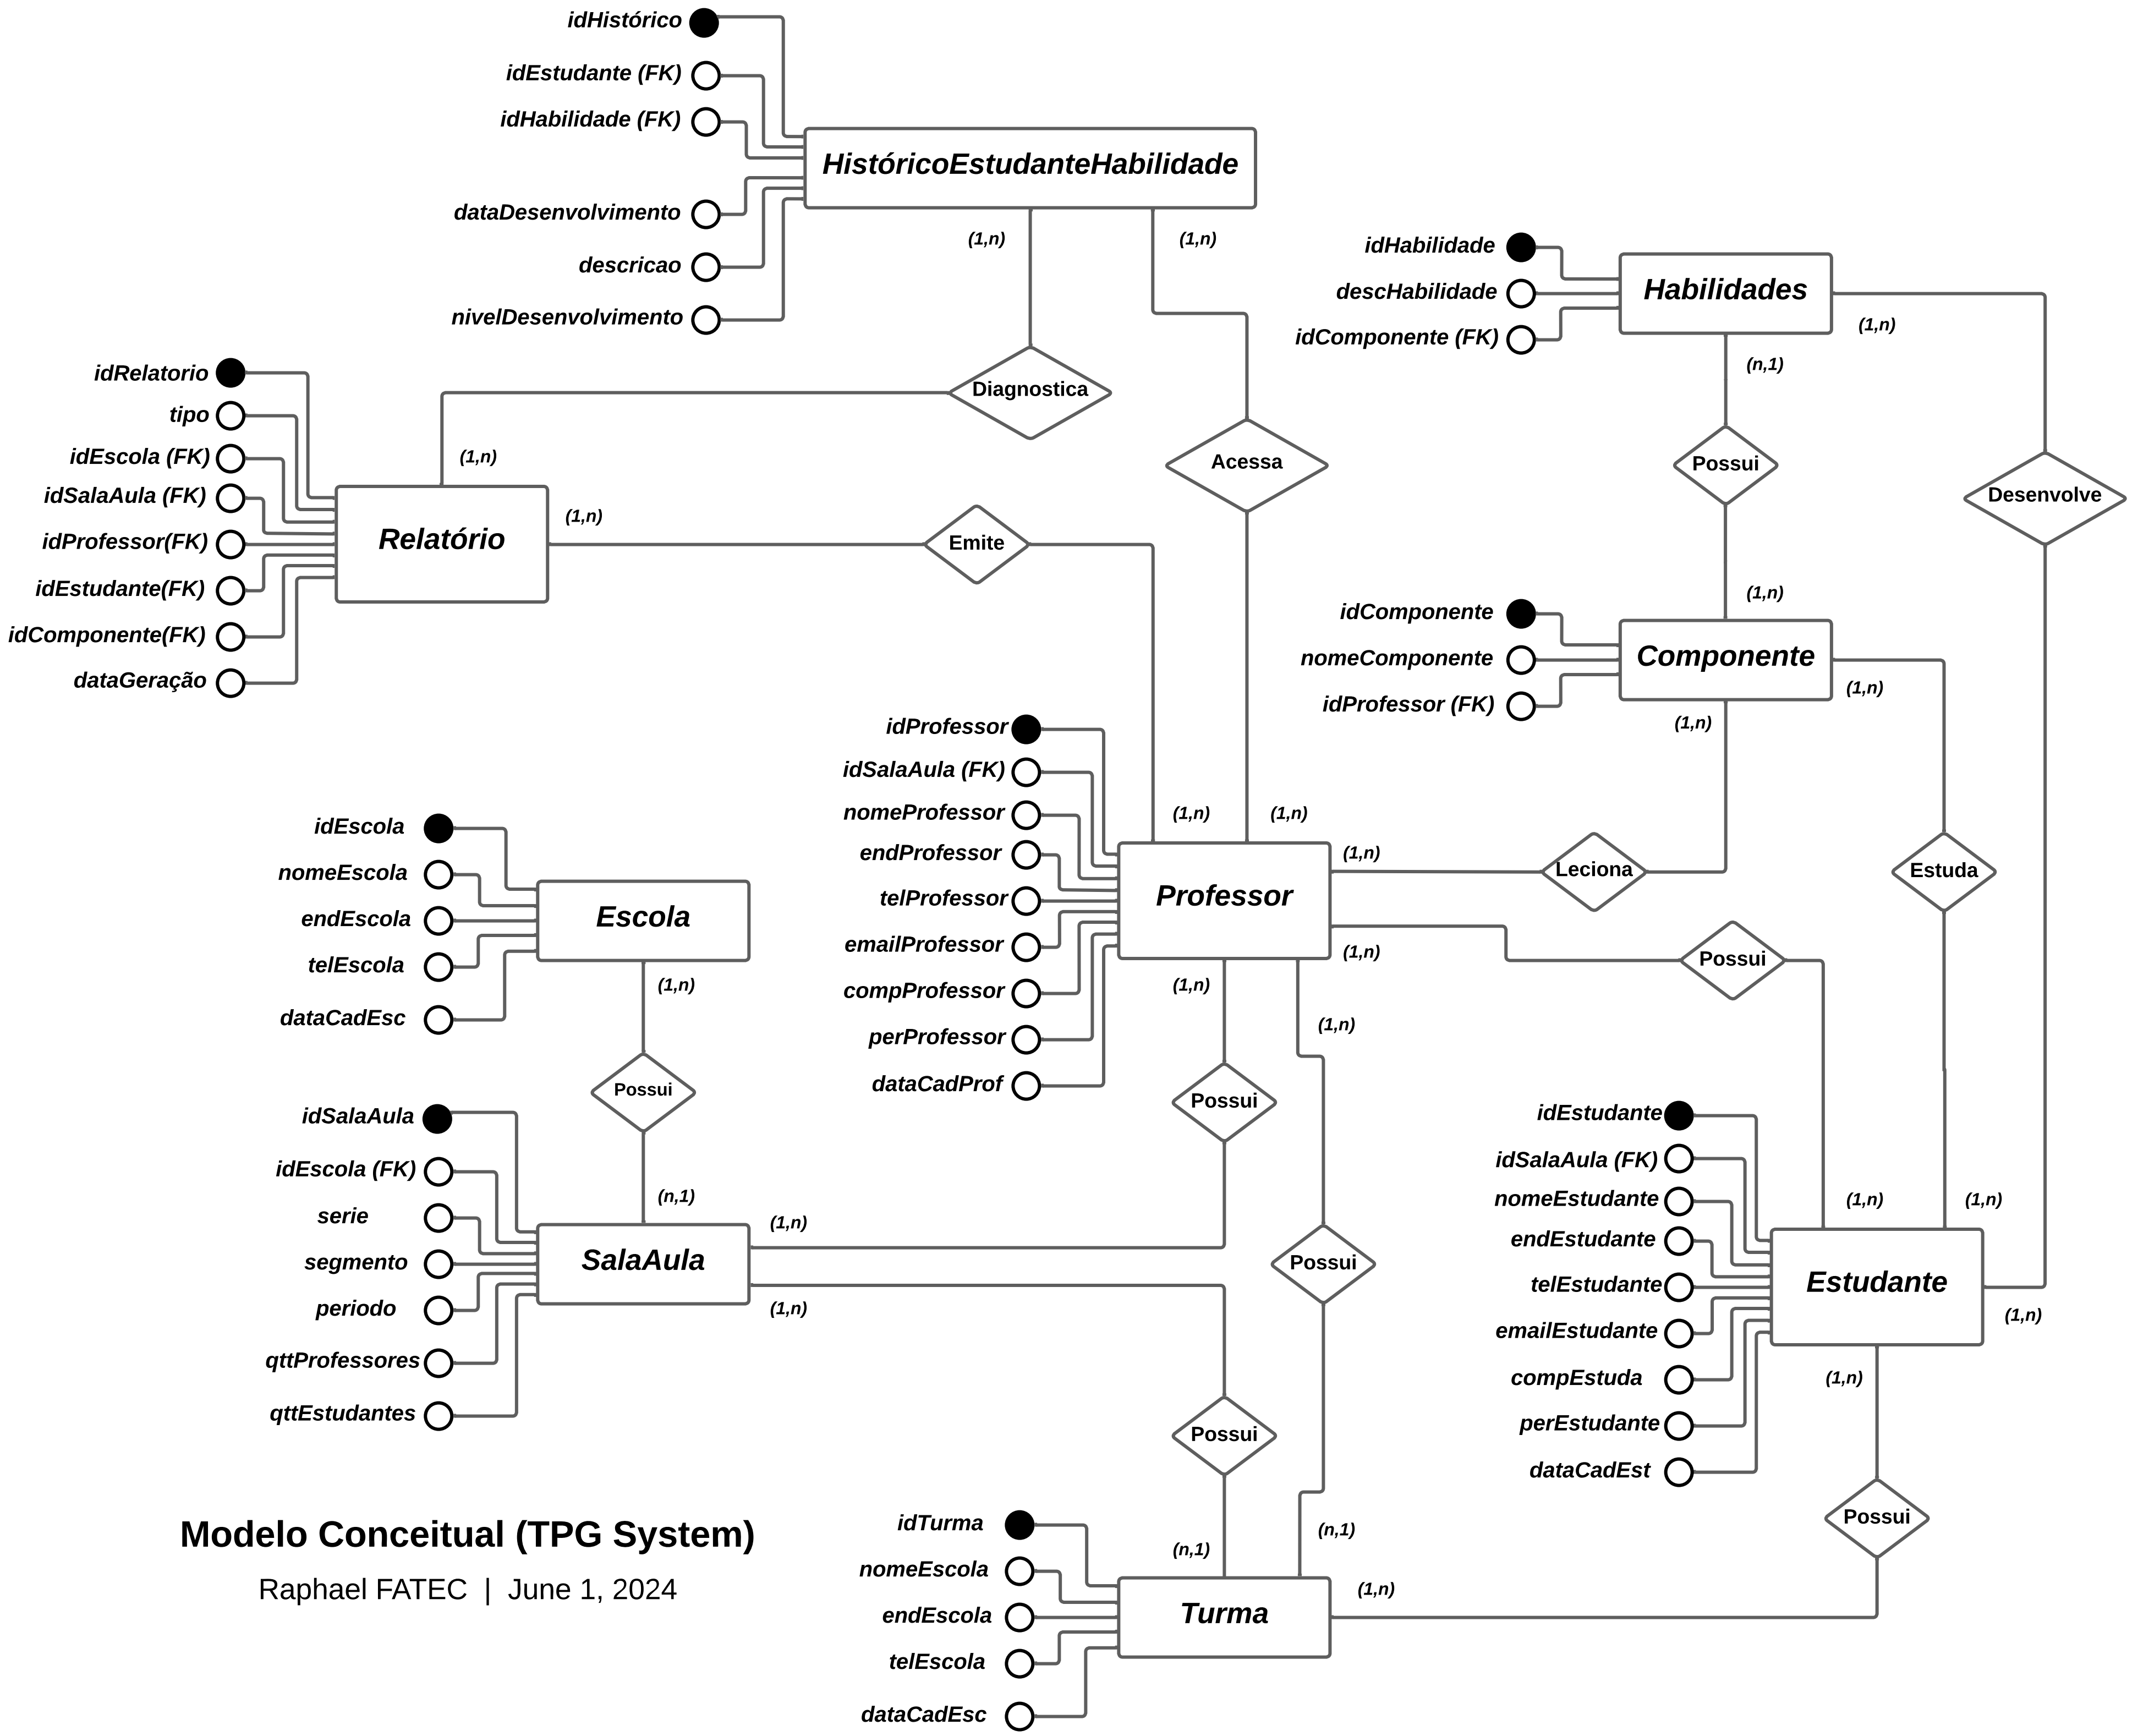 idHistórico
idEstudante (FK)
idHabilidade (FK)
HistóricoEstudanteHabilidade
dataDesenvolvimento
descricao
nivelDesenvolvimento
(1,n)
(1,n)
idHabilidade
descHabilidade
idComponente (FK)
Habilidades
(1,n)
(n,1)
Diagnostica
Acessa
Possui
Desenvolve
idRelatorio
tipo
idEscola (FK)
idSalaAula (FK)
idProfessor(FK)
idEstudante(FK)
idComponente(FK)
dataGeração
(1,n)
Relatório
(1,n)
Emite
(1,n)
idComponente
nomeComponente
idProfessor (FK)
Componente
(1,n)
(1,n)
idProfessor
idSalaAula (FK)
nomeProfessor
endProfessor
telProfessor
emailProfessor
compProfessor
perProfessor
dataCadProf
(1,n)
(1,n)
Professor
(1,n)
(1,n)
(1,n)
(1,n)
Leciona
Estuda
Possui
idEscola
nomeEscola
endEscola
telEscola
dataCadEsc
Escola
(1,n)
Possui
(n,1)
Possui
Possui
idSalaAula
idEscola (FK)
serie
segmento
periodo
qttProfessores
qttEstudantes
SalaAula
(1,n)
(1,n)
idEstudante
idSalaAula (FK)
nomeEstudante
endEstudante
telEstudante
emailEstudante
compEstuda
perEstudante
dataCadEst
(1,n)
(1,n)
Estudante
(1,n)
(1,n)
Possui
Possui
Modelo Conceitual (TPG System)
Raphael FATEC | June 1, 2024
idTurma
nomeEscola
endEscola
telEscola
dataCadEsc
(n,1)
(n,1)
Turma
(1,n)